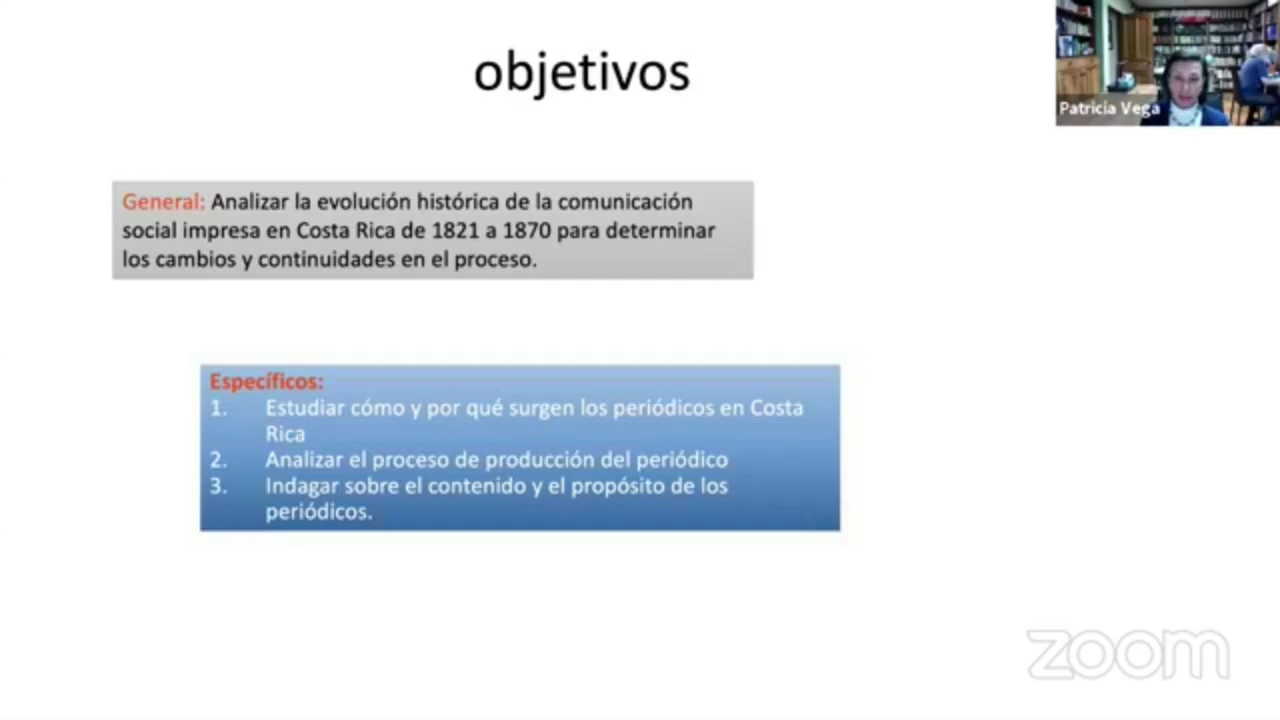 objetivos
Patricia Vega
General: Analizar la evolución histórica de la comunicación
social impresa en Costa Rica de 1821 a 1870 para determinar
los cambios y continuidades en el proceso.
Específicos:
1. Estudiar cómo y por qué surgen los periódicos en Costa
Rica
2. Analizar el proceso de producción del periódico
3. Indagar sobre el contenido y el propósito de los
periódicos.
zoom